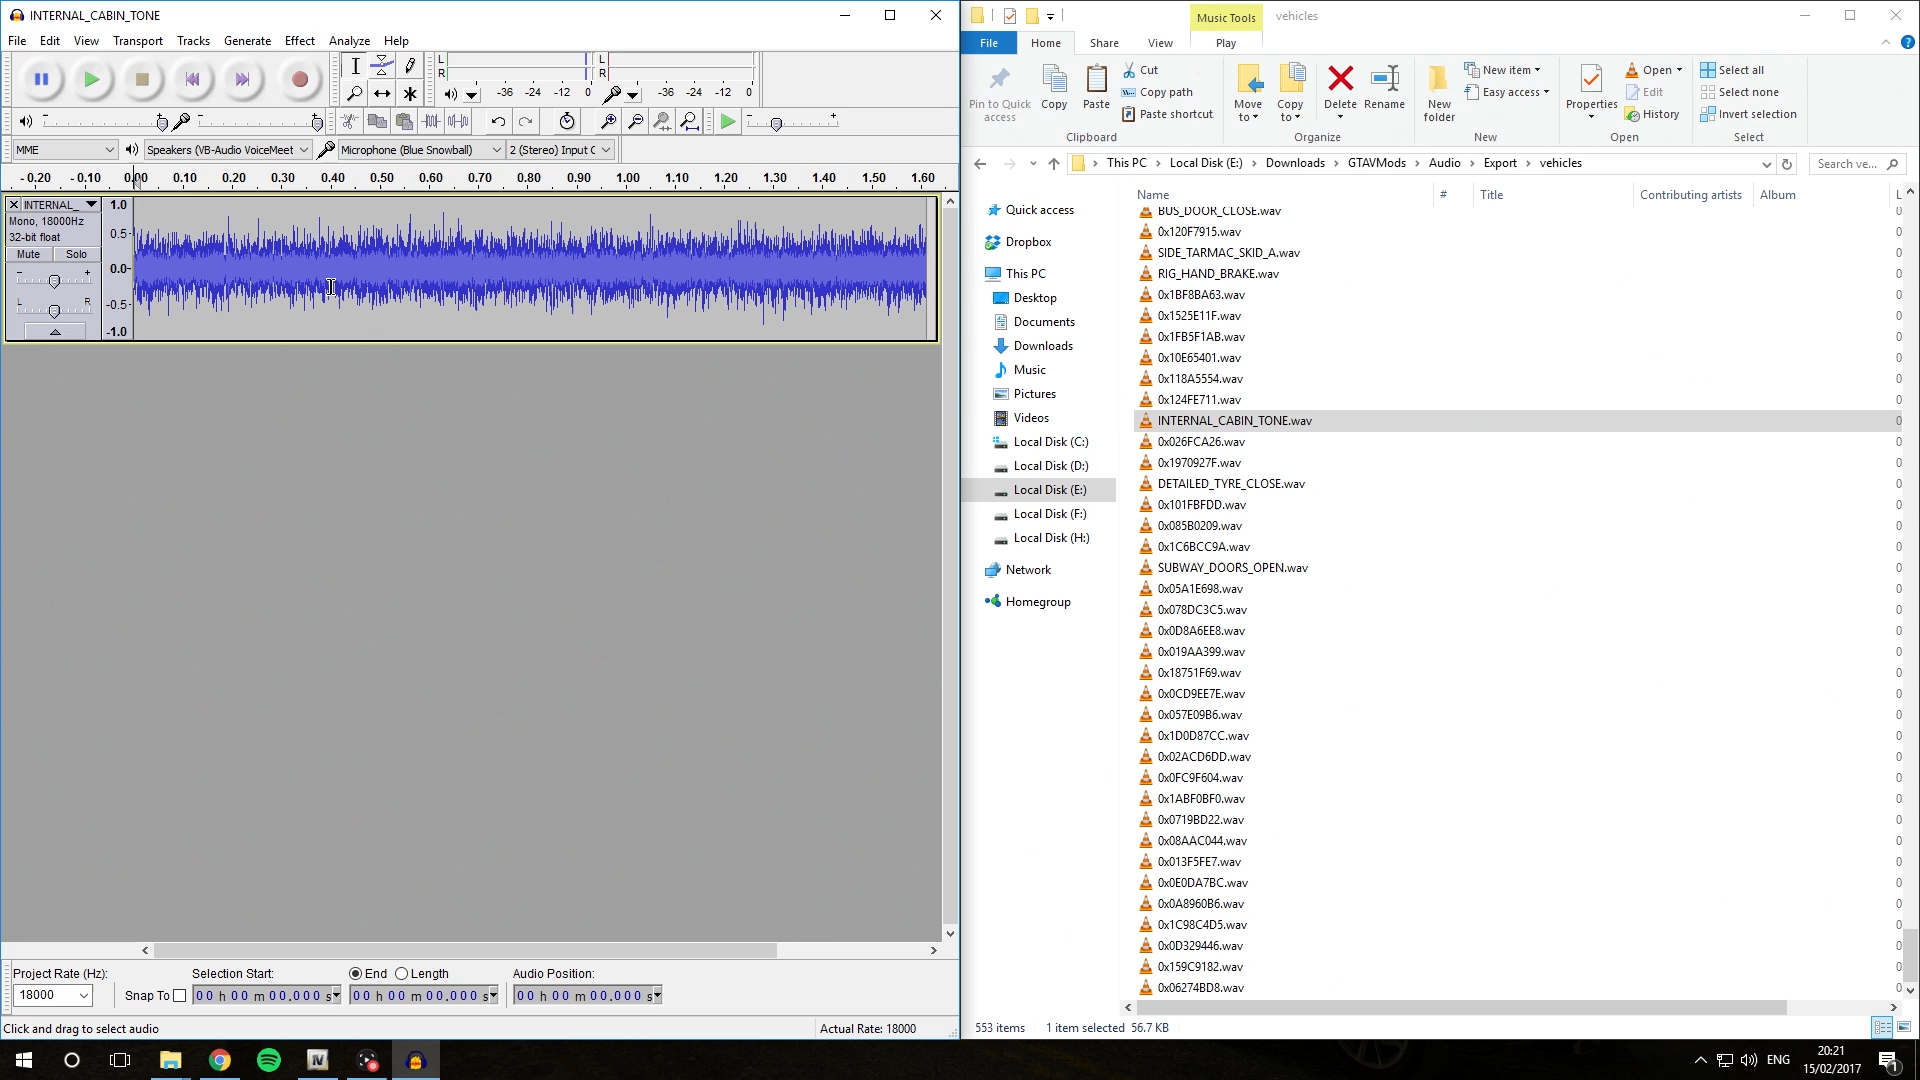 INTERNAL_CABIN_TONE
File Edit View Transport Tracks Generate Effect Analyze Help
L
R
-36 -24 -12 0
L
R
-36 -24 -12 0
MME
Speakers (VB-Audio VoiceMeet
Microphone (Blue Snowball)
2 (Stereo) Input C
- 0.20 - 0.10 0.00 0.10 0.20 0.30 0.40 0.50 0.60 0.70 0.80 0.90 1.00 1.10 1.20 1.30 1.40 1.50 1.60
INTERNAL_
Mono, 18000Hz
32-bit float
Mute Solo
- +
L R
1.0
0.5-
0.0-
-0.5-
-1.0
Project Rate (Hz):
18000
Snap To
Selection Start:
00 h 00 m 00.000 s
End Length
00 h 00 m 00.000 s
Audio Position:
00 h 00 m 00.000 s
Click and drag to select audio
Actual Rate: 18000
Music Tools
vehicles
File Home Share View Play
Pin to Quick access
Copy
Paste
Cut
Copy path
Paste shortcut
Clipboard
Move to
Copy to
Delete
Rename
Organize
New folder
New item
Easy access
New
Properties
Open
Edit
History
Open
Select all
Select none
Invert selection
Select
This PC > Local Disk (E:) > Downloads > GTAVMods > Audio > Export > vehicles
Search ve...
Quick access
Dropbox
This PC
Desktop
Documents
Downloads
Music
Pictures
Videos
Local Disk (C:)
Local Disk (D:)
Local Disk (E:)
Local Disk (F:)
Local Disk (H:)
Network
Homegroup
Name # Title Contributing artists Album L
BUS_DOOR_CLOSE.wav
0x120F7915.wav
SIDE_TARMAC_SKID_A.wav
RIG_HAND_BRAKE.wav
0x1BF8BA63.wav
0x1525E11F.wav
0x1FB5F1AB.wav
0x10E65401.wav
0x118A5554.wav
0x124FE711.wav
INTERNAL_CABIN_TONE.wav
0x026FCA26.wav
0x1970927F.wav
DETAILED_TYRE_CLOSE.wav
0x101FBFDD.wav
0x085B0209.wav
0x1C6BCC9A.wav
SUBWAY_DOORS_OPEN.wav
0x05A1E698.wav
0x078DC3C5.wav
0x0D8A6EE8.wav
0x019AA399.wav
0x18751F69.wav
0x0CD9EE7E.wav
0x057E09B6.wav
0x1D0D87CC.wav
0x02ACD6DD.wav
0x0FC9F604.wav
0x1ABF0BF0.wav
0x0719BD22.wav
0x08AAC044.wav
0x013F5FE7.wav
0x0E0DA7BC.wav
0x0A8960B6.wav
0x1C98C4D5.wav
0x0D329446.wav
0x159C9182.wav
0x06274BD8.wav
553 items 1 item selected 56.7 KB
IV
ENG
20:21
15/02/2017
1